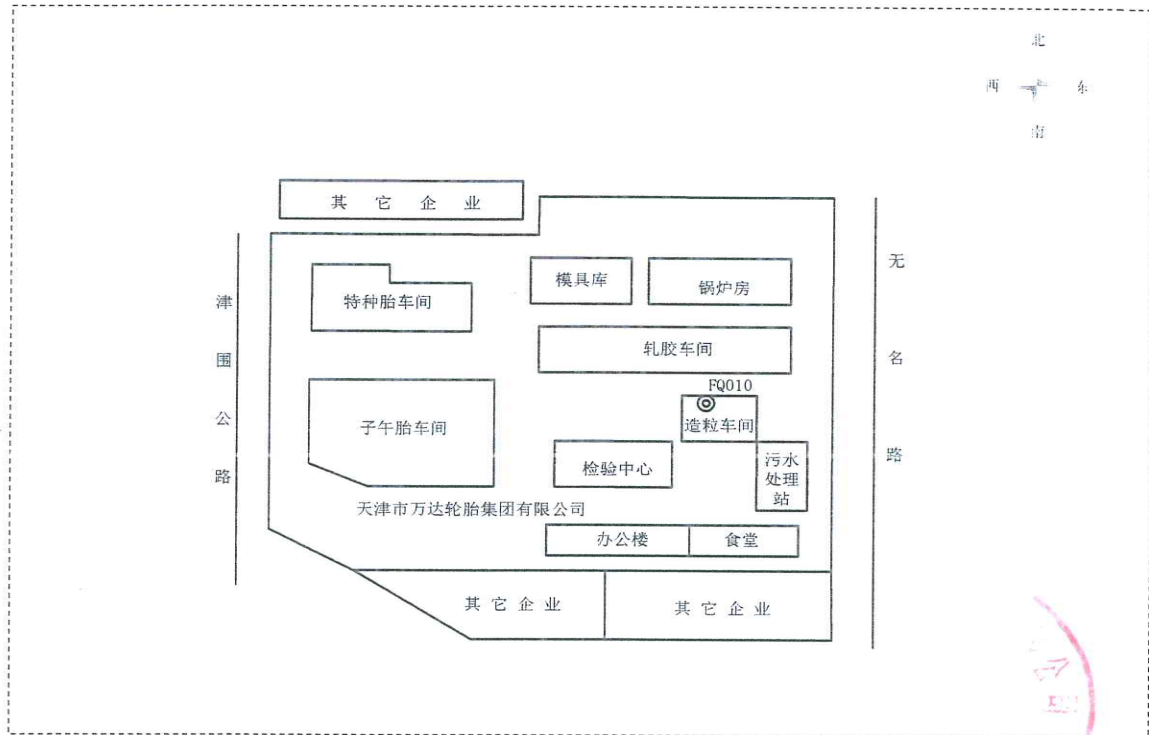 北
西 东
南
其 它 企 业
津围公路
无名路
特种胎车间
模具库
锅炉房
轧胶车间
FQ010
造粒车间
子午胎车间
检验中心
污水
处理
站
天津市万达轮胎集团有限公司
办公楼
食堂
其 它 企 业
其 它 企 业